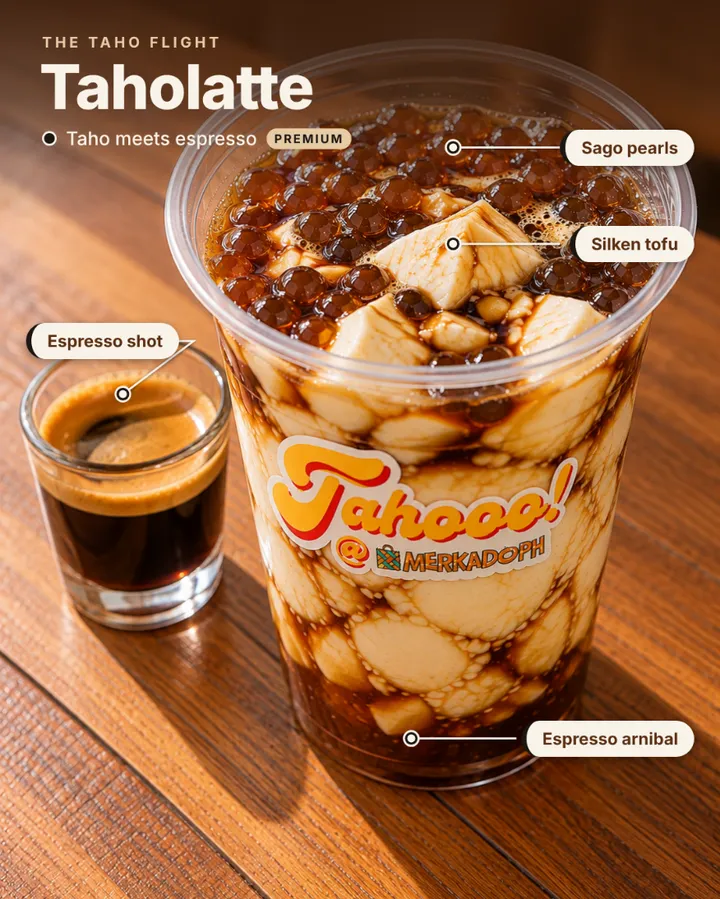 THE TAHO FLIGHT
Taholatte
Taho meets espresso PREMIUM
Sago pearls
Silken tofu
Espresso shot
Tahooo!
@ MERKADOPH
Espresso arnibal